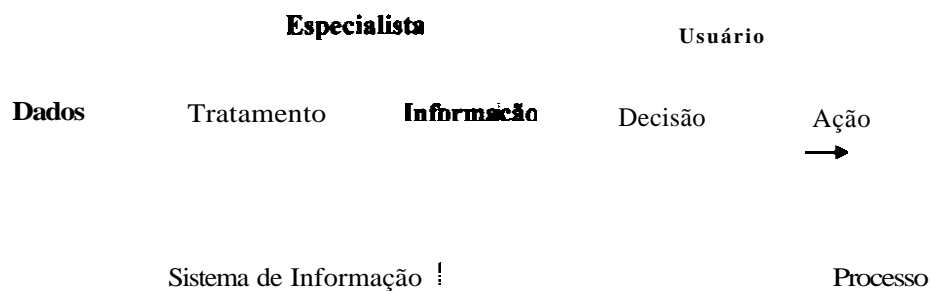 Especialista Usuário
Dados Tratamento Informação Decisão Ação
Sistema de Informação Processo